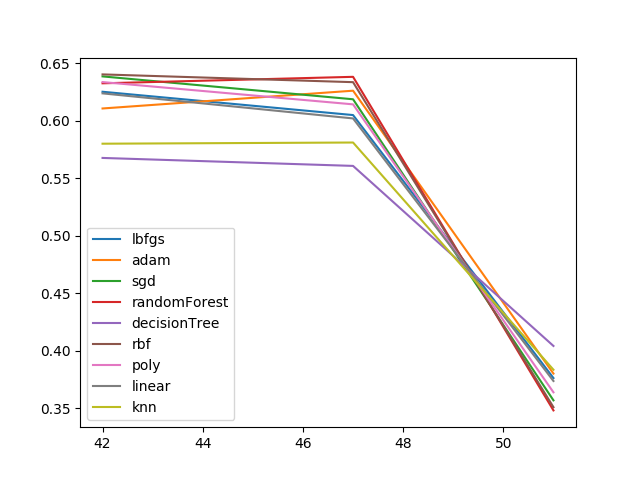 0.65
0.60
0.55
0.50
0.45
0.40
0.35
lbfgs
adam
sgd
randomForest
decisionTree
rbf
poly
linear
knn
42 44 46 48 50